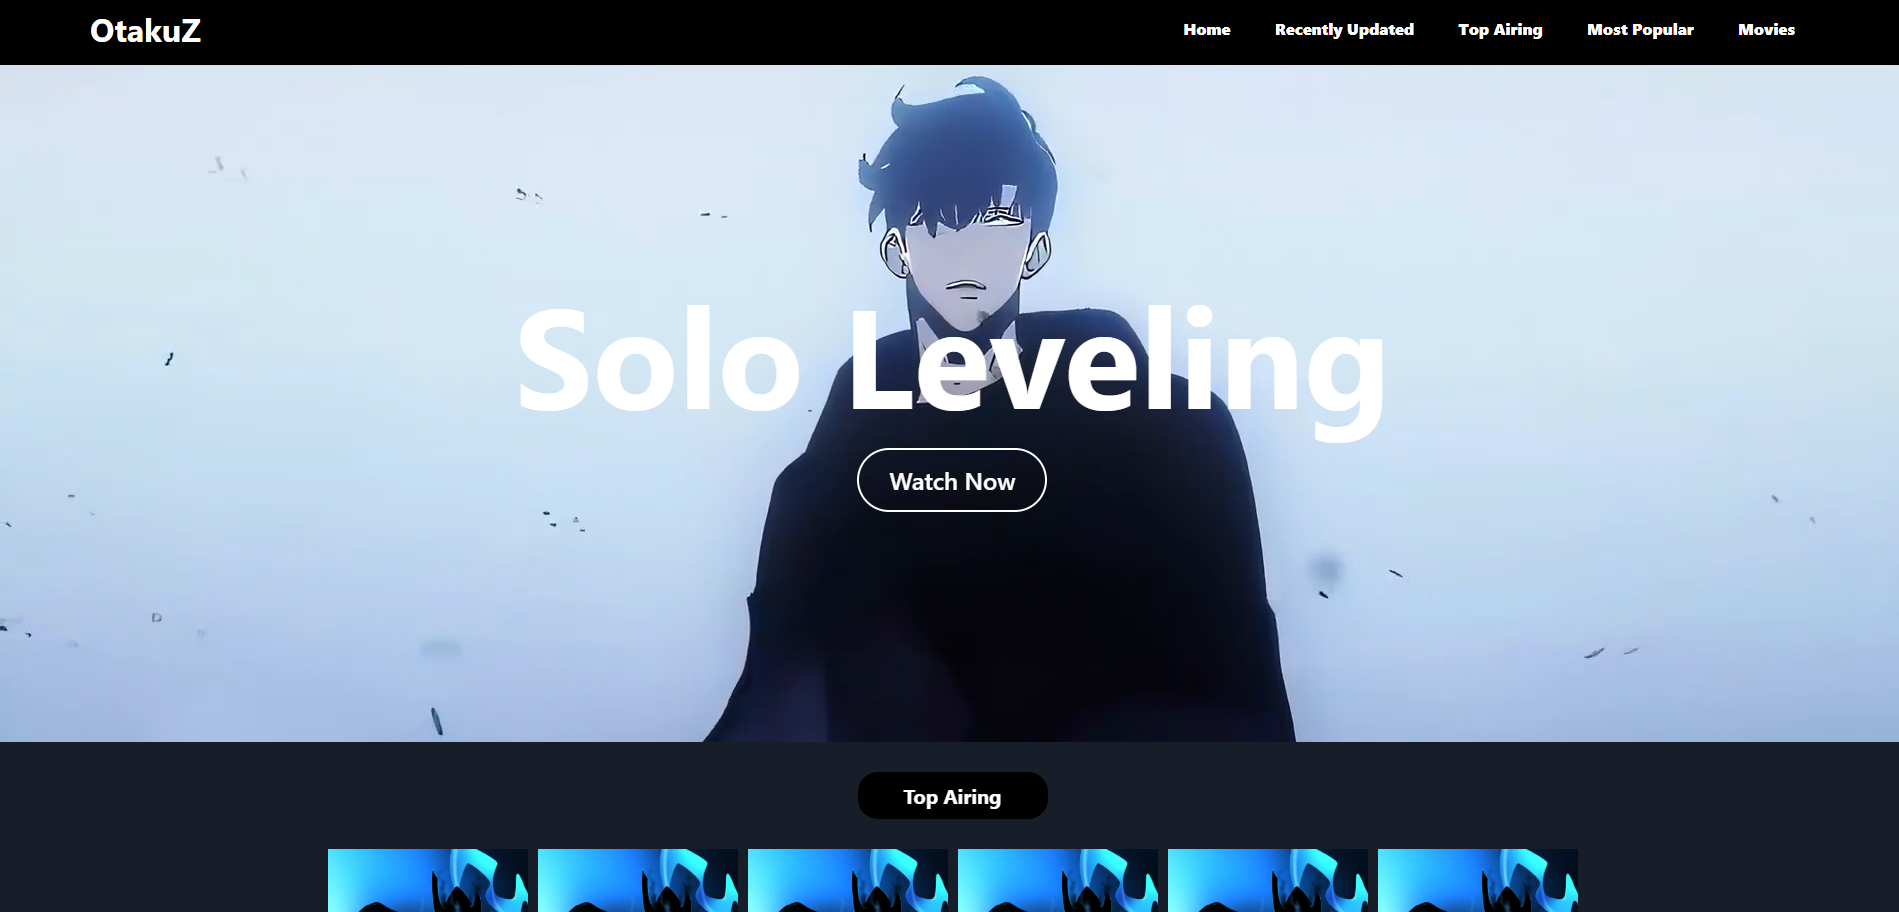 OtakuZ
Home Recently Updated Top Airing Most Popular Movies
Solo Leveling
Watch Now
Top Airing